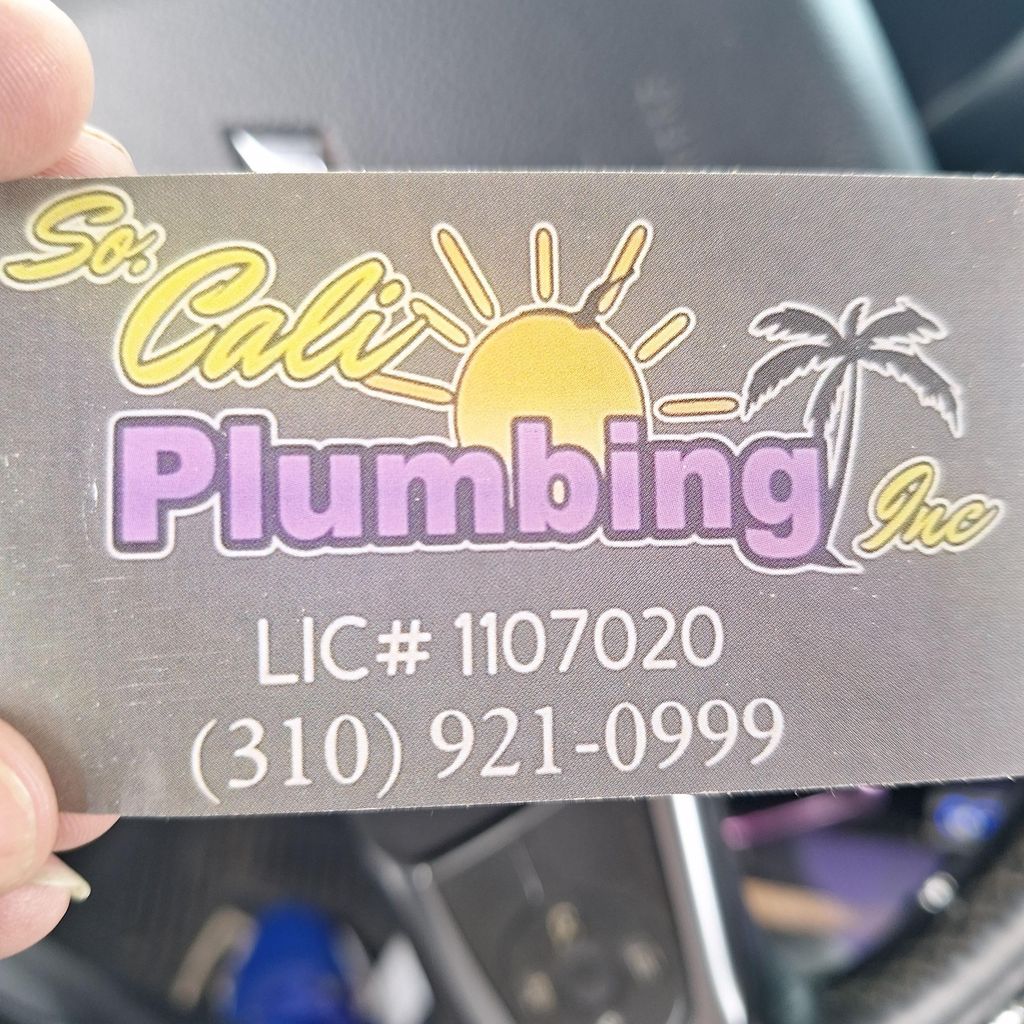 So.
Cali
Plumbing Inc
LIC# 1107020
(310) 921-0999